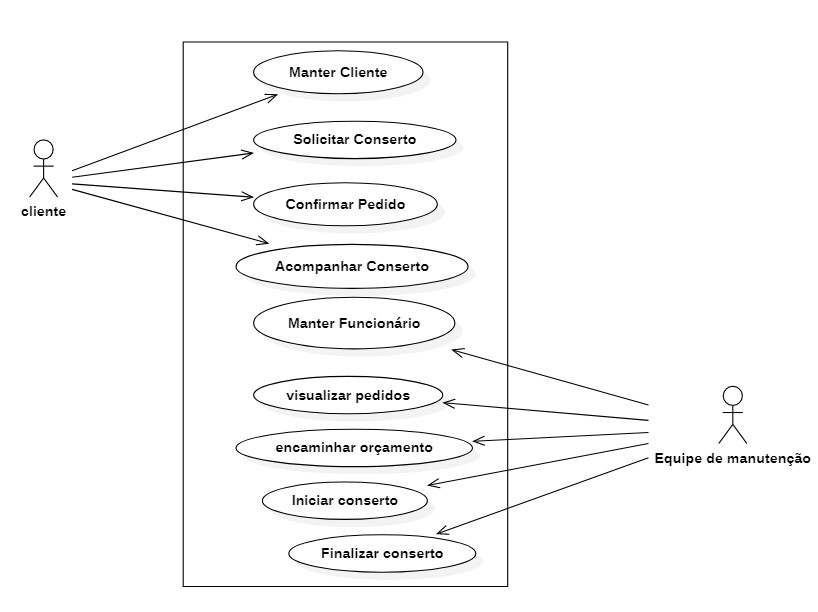 Manter Cliente
Solicitar Conserto
cliente
Confirmar Pedido
Acompanhar Conserto
Manter Funcionário
visualizar pedidos
encaminhar orçamento
Equipe de manutenção
Iniciar conserto
Finalizar conserto